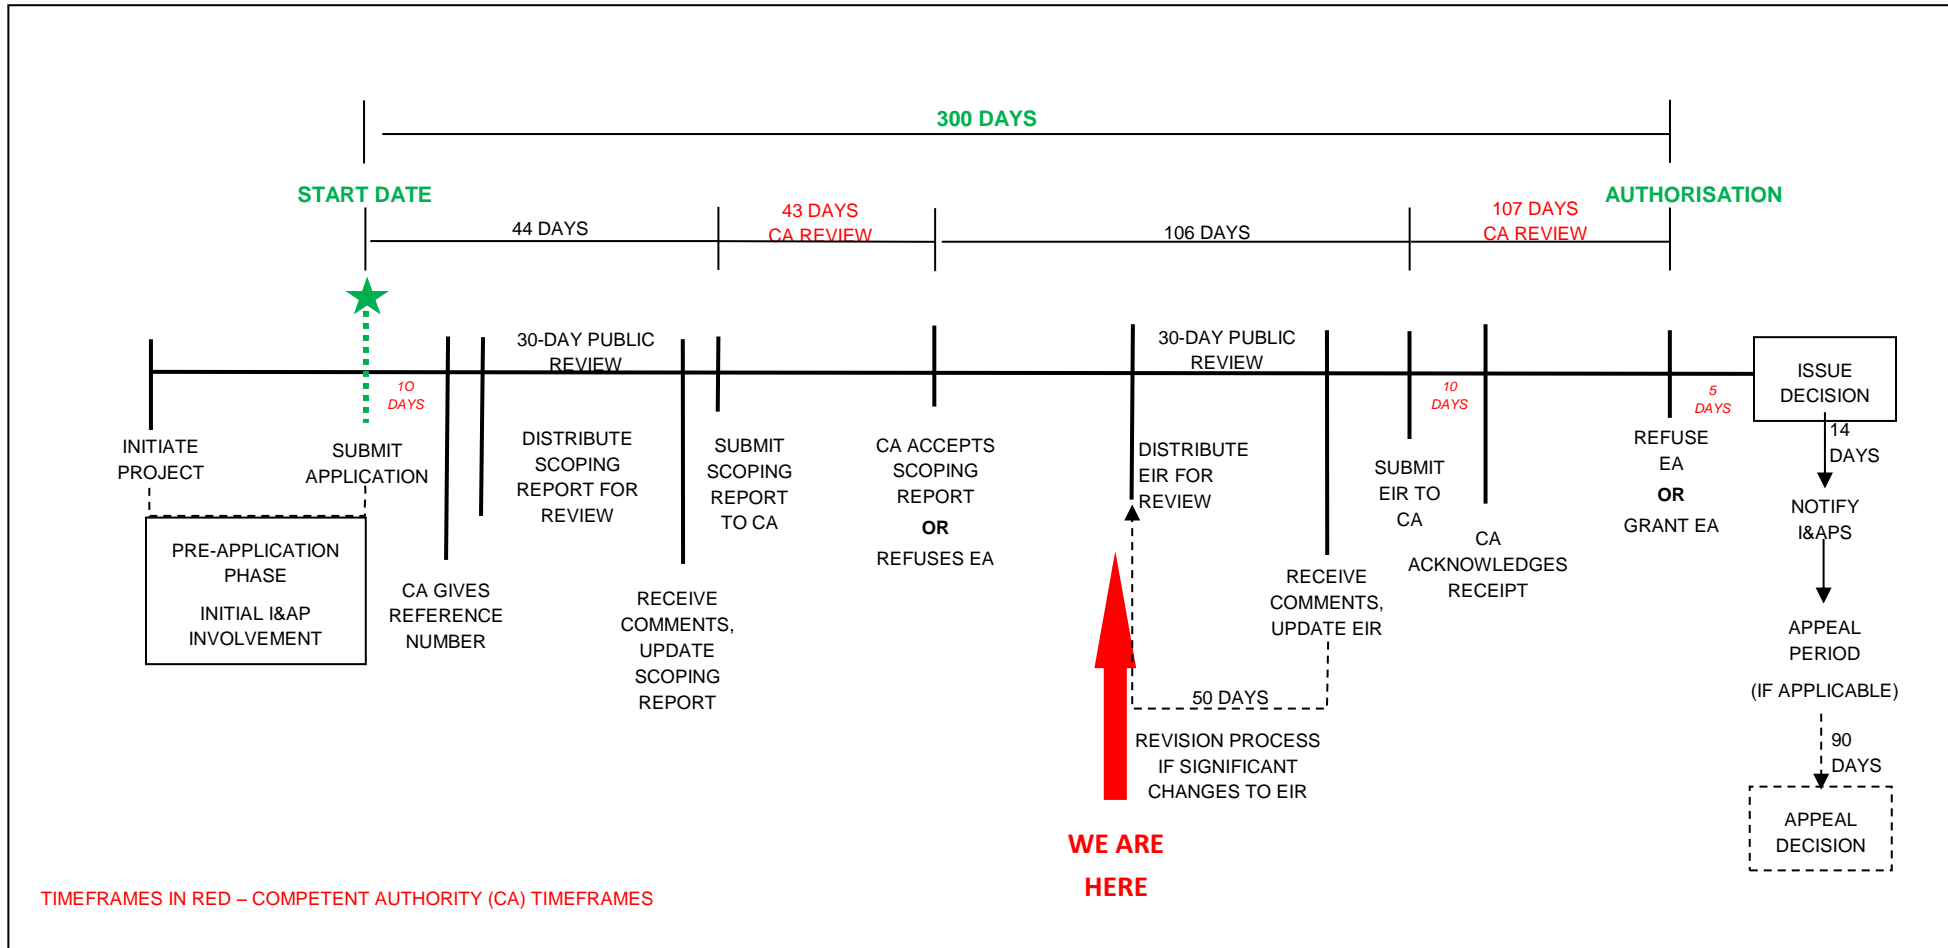 300 DAYS
START DATE
AUTHORISATION
44 DAYS
43 DAYS
CA REVIEW
106 DAYS
107 DAYS
CA REVIEW
30-DAY PUBLIC
REVIEW
30-DAY PUBLIC
REVIEW
10
DAYS
10
DAYS
5
DAYS
INITIATE
PROJECT
SUBMIT
APPLICATION
PRE-APPLICATION
PHASE
INITIAL I&AP
INVOLVEMENT
CA GIVES
REFERENCE
NUMBER
DISTRIBUTE
SCOPING
REPORT FOR
REVIEW
RECEIVE
COMMENTS,
UPDATE
SCOPING
REPORT
SUBMIT
SCOPING
REPORT
TO CA
CA ACCEPTS
SCOPING
REPORT
OR
REFUSES EA
DISTRIBUTE
EIR FOR
REVIEW
50 DAYS
REVISION PROCESS
IF SIGNIFICANT
CHANGES TO EIR
WE ARE
HERE
RECEIVE
COMMENTS,
UPDATE EIR
SUBMIT
EIR TO
CA
CA
ACKNOWLEDGES
RECEIPT
REFUSE
EA
OR
GRANT EA
ISSUE
DECISION
14
DAYS
NOTIFY
I&APS
APPEAL
PERIOD
(IF APPLICABLE)
90
DAYS
APPEAL
DECISION
TIMEFRAMES IN RED – COMPETENT AUTHORITY (CA) TIMEFRAMES